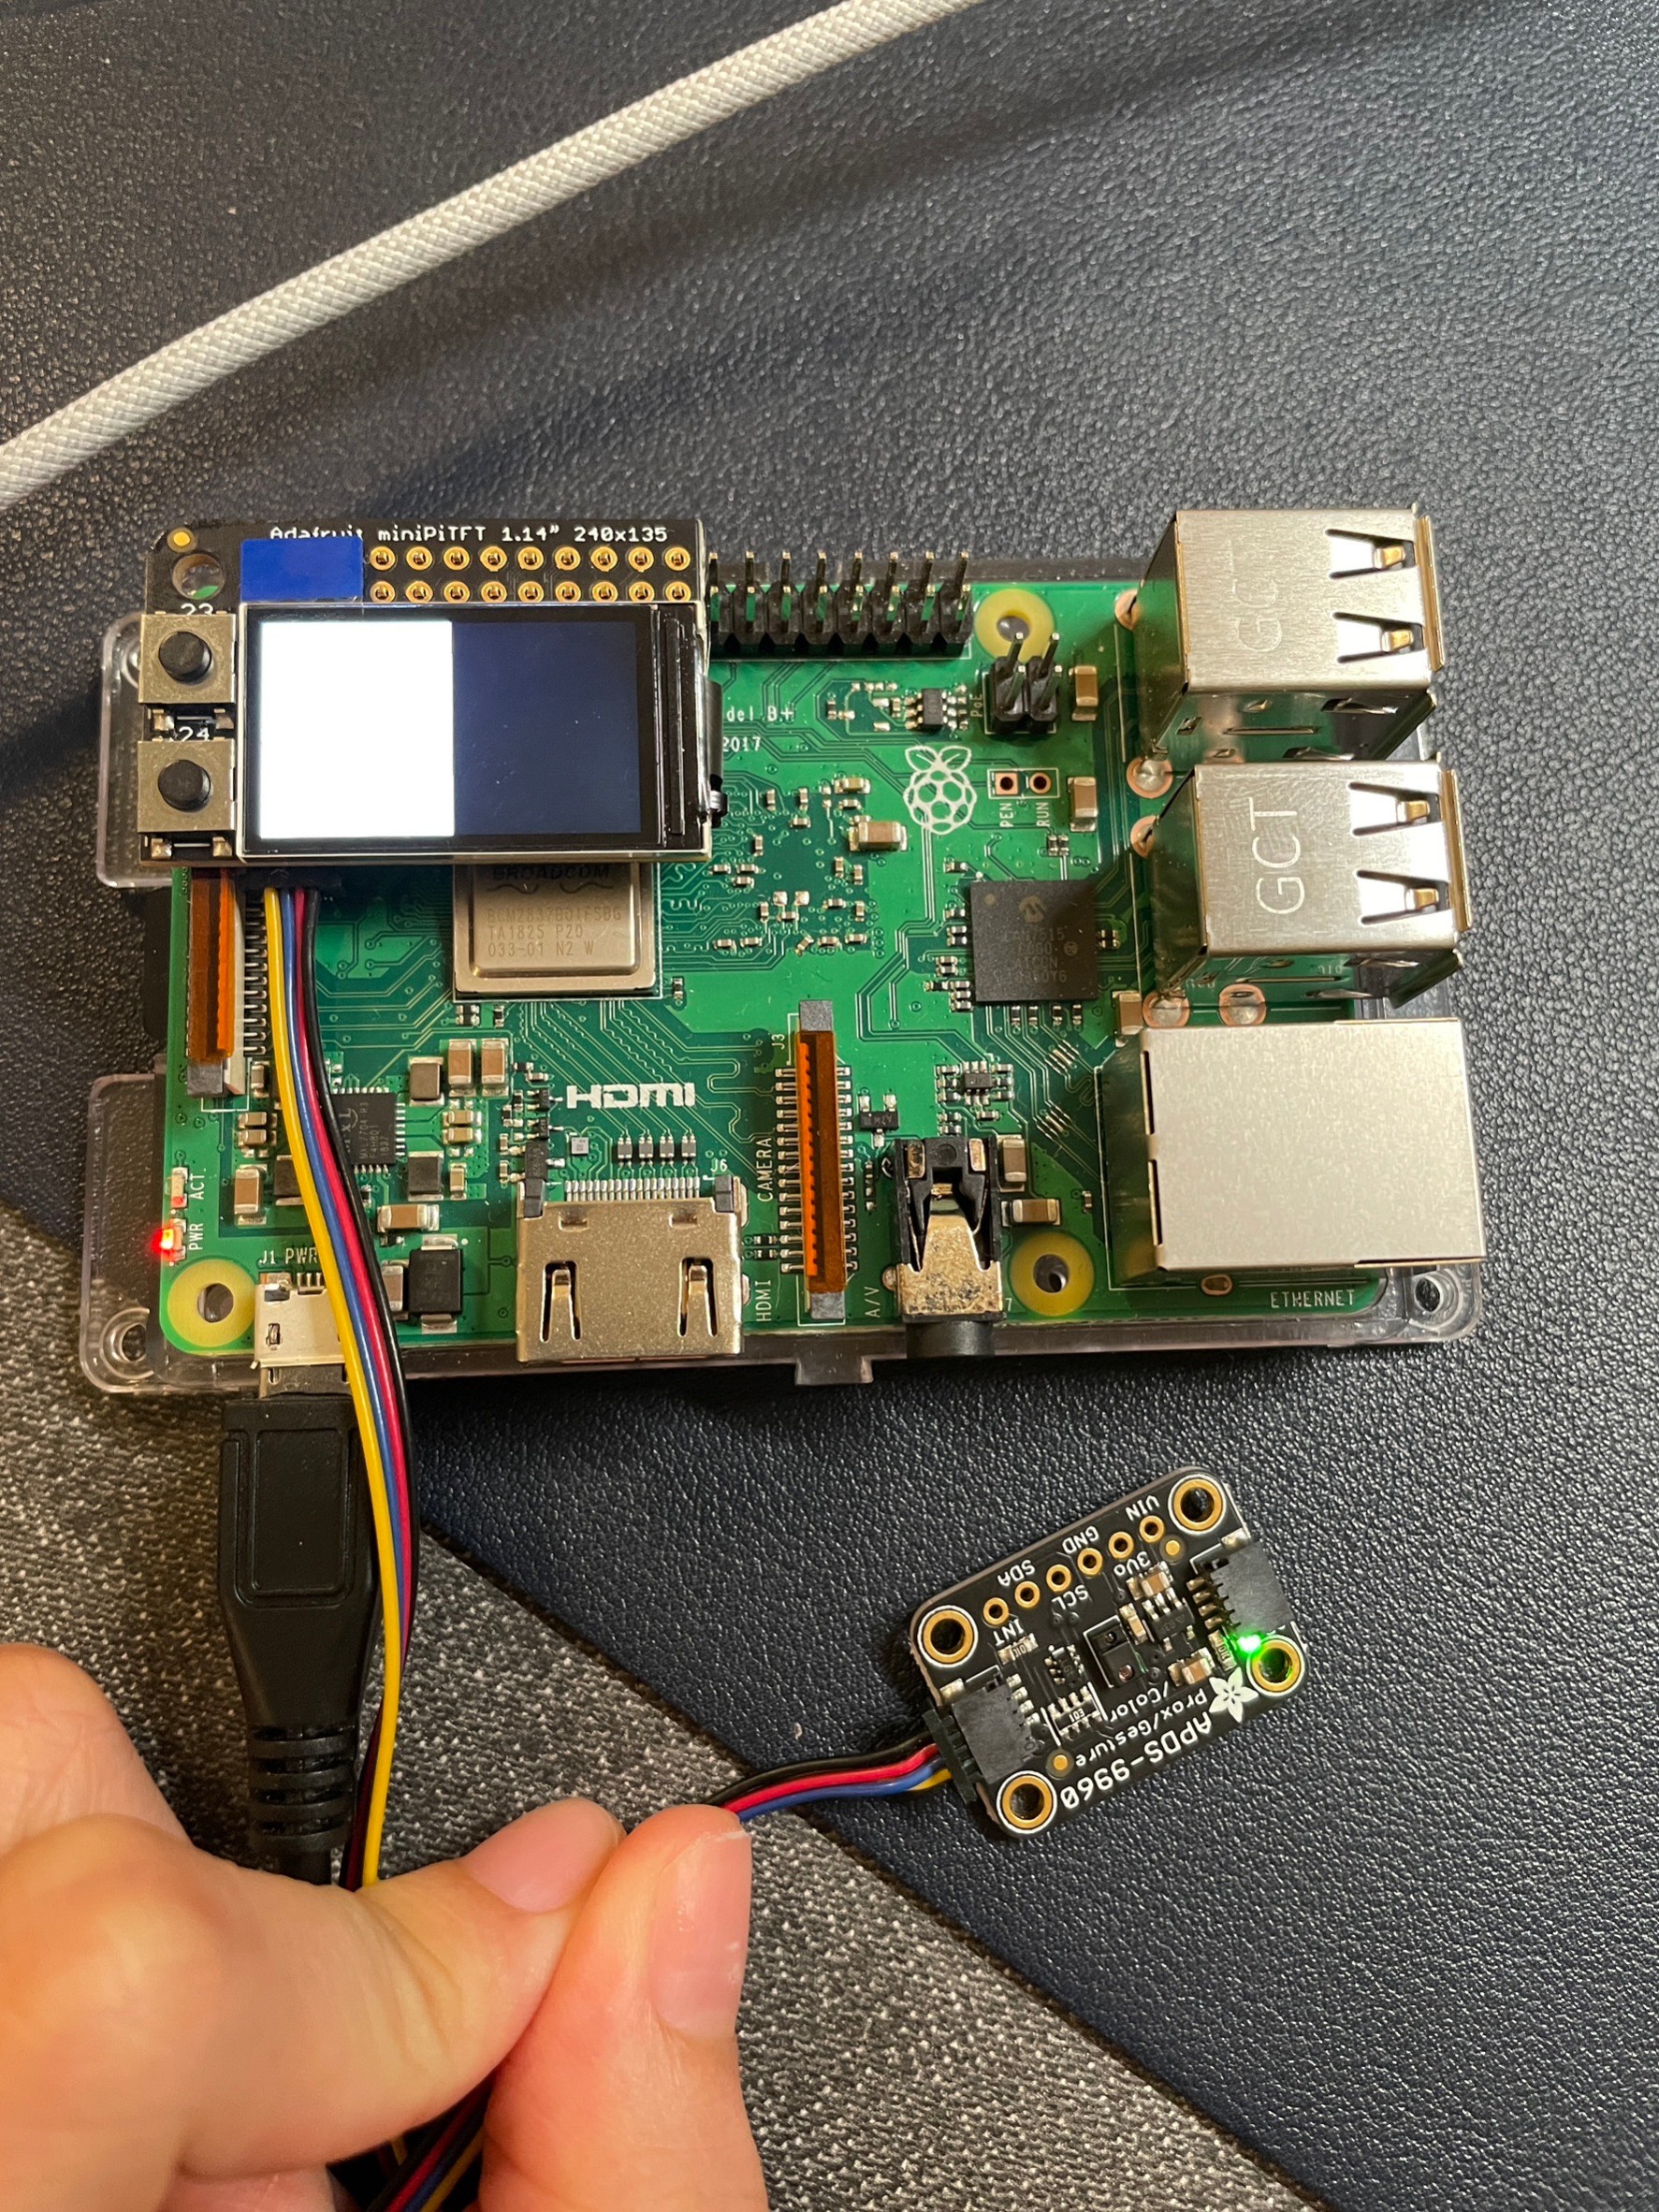 Adafruit miniPiTFT 1.14" 240x135
23
24
del B+
2017
PoE
PEN
RUN
GCT
GCT
BROADCOM
BCM2837B0IFSBG
TA1825 P20
033-01 N2 W
HDMI
J3
J6
CAMERA
ACT
PWR
J1 PWR
HDMI
A/V
ETHERNET
VIN
3Vo
GND
SCL
SDA
INT
APDS-9960
Prox/Gesture
/Color